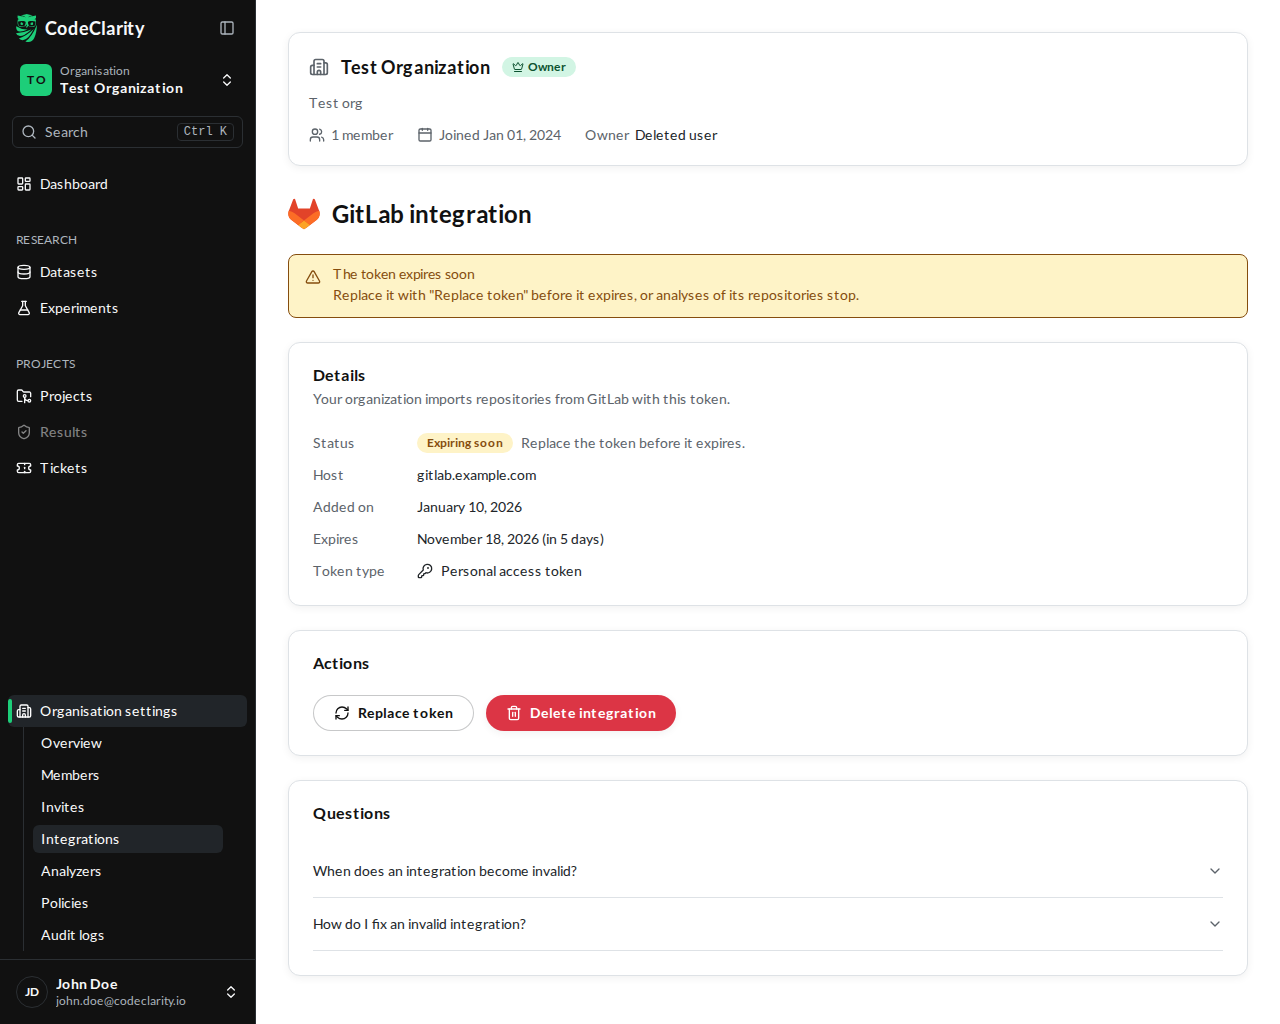 CodeClarity
TO
Organisation
Test Organization
Search
Ctrl K
Dashboard
RESEARCH
Datasets
Experiments
PROJECTS
Projects
Results
Tickets
Organisation settings
Overview
Members
Invites
Integrations
Analyzers
Policies
Audit logs
JD
John Doe
john.doe@codeclarity.io
Test Organization
Owner
Test org
1 member
Joined Jan 01, 2024
Owner Deleted user
GitLab integration
The token expires soon
Replace it with "Replace token" before it expires, or analyses of its repositories stop.
Details
Your organization imports repositories from GitLab with this token.
Status
Expiring soon
Replace the token before it expires.
Host
gitlab.example.com
Added on
January 10, 2026
Expires
November 18, 2026 (in 5 days)
Token type
Personal access token
Actions
Replace token
Delete integration
Questions
When does an integration become invalid?
How do I fix an invalid integration?